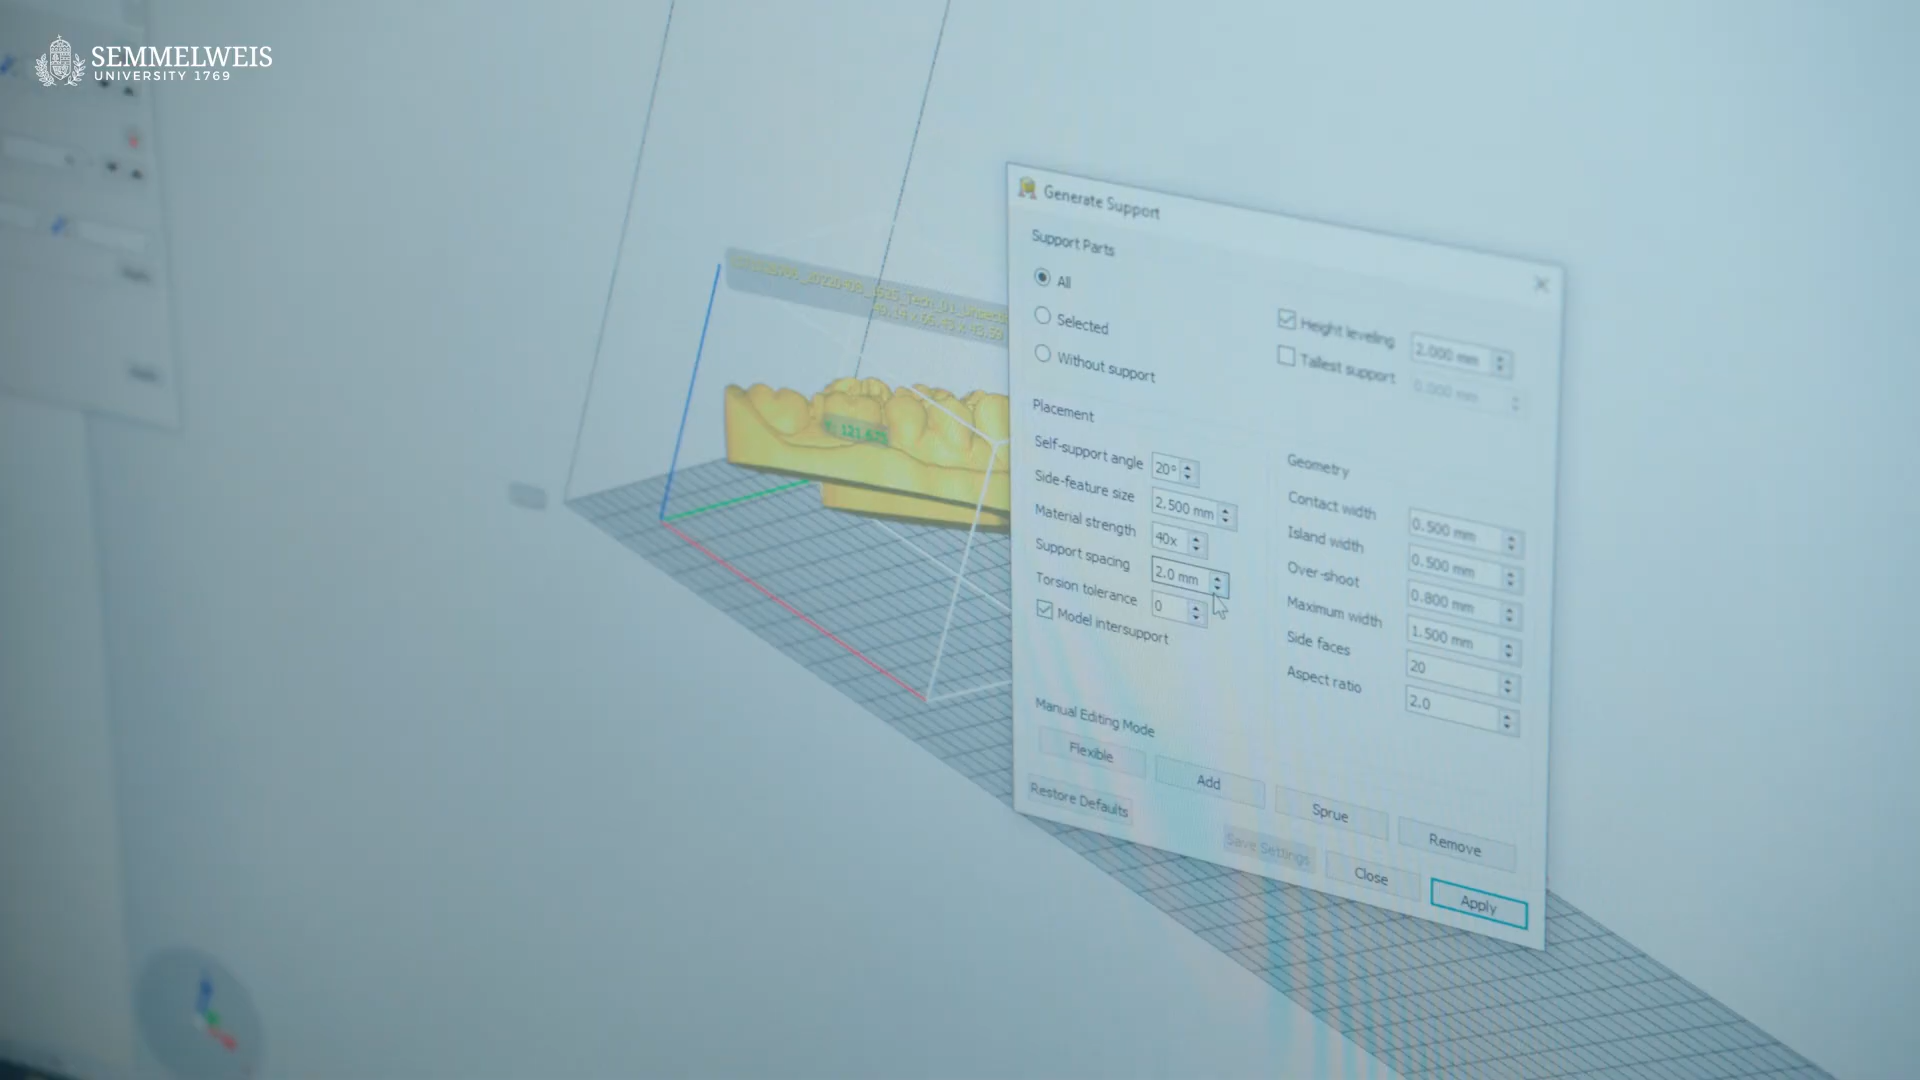 SEMMELWEIS
UNIVERSITY 1769
Generate Support
Support Parts
All
Selected
Without support
Height leveling 2.000 mm
Tallest support 0.000 mm
Placement
Self-support angle 20°
Side-feature size 2.500 mm
Material strength 40x
Support spacing 2.0 mm
Torsion tolerance 0
Model intersupport
Geometry
Contact width 0.500 mm
Island width 0.500 mm
Over-shoot 0.800 mm
Maximum width 1.500 mm
Side faces 20
Aspect ratio 2.0
Manual Editing Mode
Flexible
Add
Sprue
Remove
Restore Defaults
Save Settings
Close
Apply